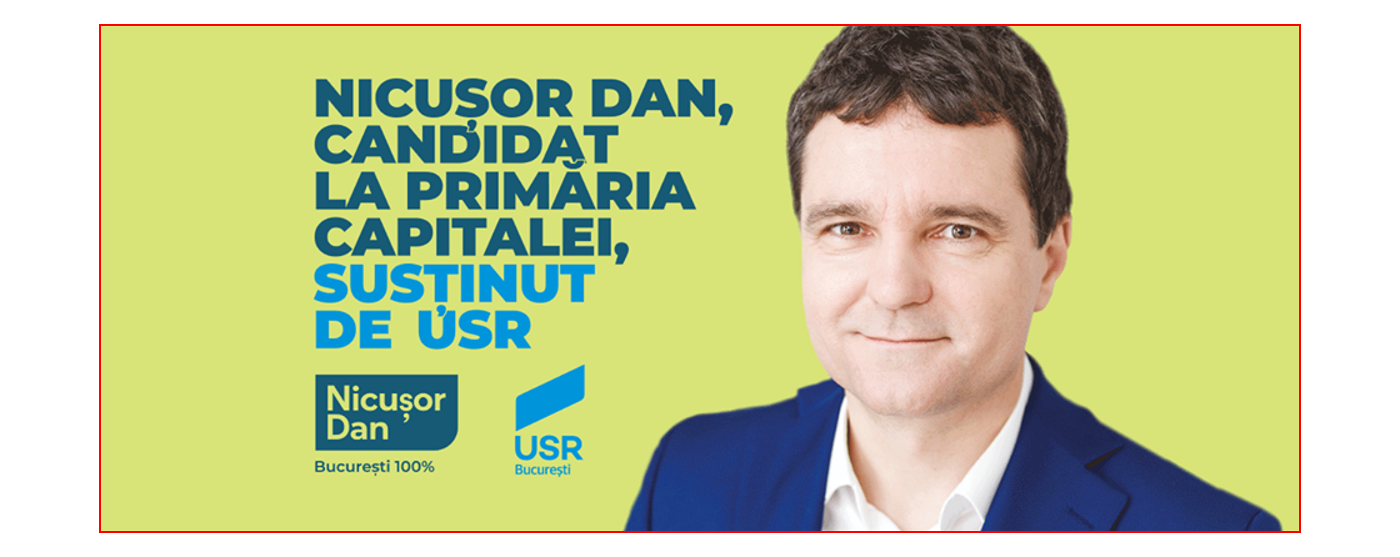 NICUȘOR DAN,
CANDIDAT
LA PRIMĂRIA
CAPITALEI,
SUSȚINUT
DE USR
Nicușor
Dan
București 100%
USR
București